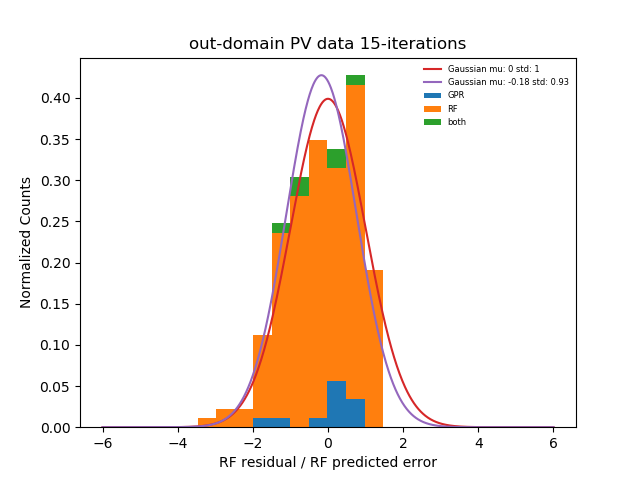 out-domain PV data 15-iterations
Gaussian mu: 0 std: 1
Gaussian mu: -0.18 std: 0.93
GPR
RF
both
Normalized Counts
0.40
0.35
0.30
0.25
0.20
0.15
0.10
0.05
0.00
−6 −4 −2 0 2 4 6
RF residual / RF predicted error